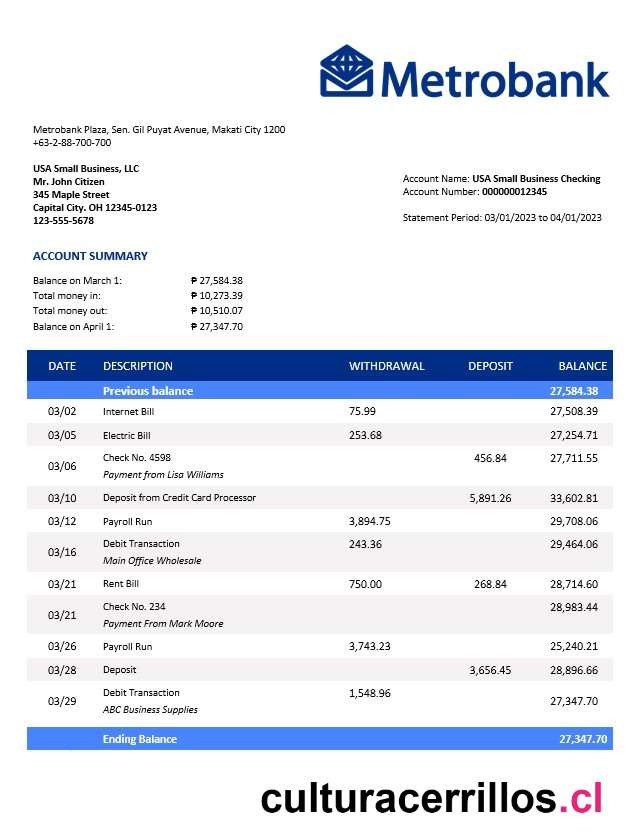 Metrobank
Metrobank Plaza, Sen. Gil Puyat Avenue, Makati City 1200
+63-2-88-700-700
USA Small Business, LLC
Mr. John Citizen
345 Maple Street
Capital City. OH 12345-0123
123-555-5678
Account Name: USA Small Business Checking
Account Number: 000000012345
Statement Period: 03/01/2023 to 04/01/2023
ACCOUNT SUMMARY
Balance on March 1: ₱ 27,584.38
Total money in: ₱ 10,273.39
Total money out: ₱ 10,510.07
Balance on April 1: ₱ 27,347.70
DATE DESCRIPTION WITHDRAWAL DEPOSIT BALANCE
Previous balance 27,584.38
03/02 Internet Bill 75.99 27,508.39
03/05 Electric Bill 253.68 27,254.71
03/06 Check No. 4598 456.84 27,711.55
Payment from Lisa Williams
03/10 Deposit from Credit Card Processor 5,891.26 33,602.81
03/12 Payroll Run 3,894.75 29,708.06
03/16 Debit Transaction 243.36 29,464.06
Main Office Wholesale
03/21 Rent Bill 750.00 268.84 28,714.60
03/21 Check No. 234 28,983.44
Payment From Mark Moore
03/26 Payroll Run 3,743.23 25,240.21
03/28 Deposit 3,656.45 28,896.66
03/29 Debit Transaction 1,548.96 27,347.70
ABC Business Supplies
Ending Balance 27,347.70
culturacerrillos.cl